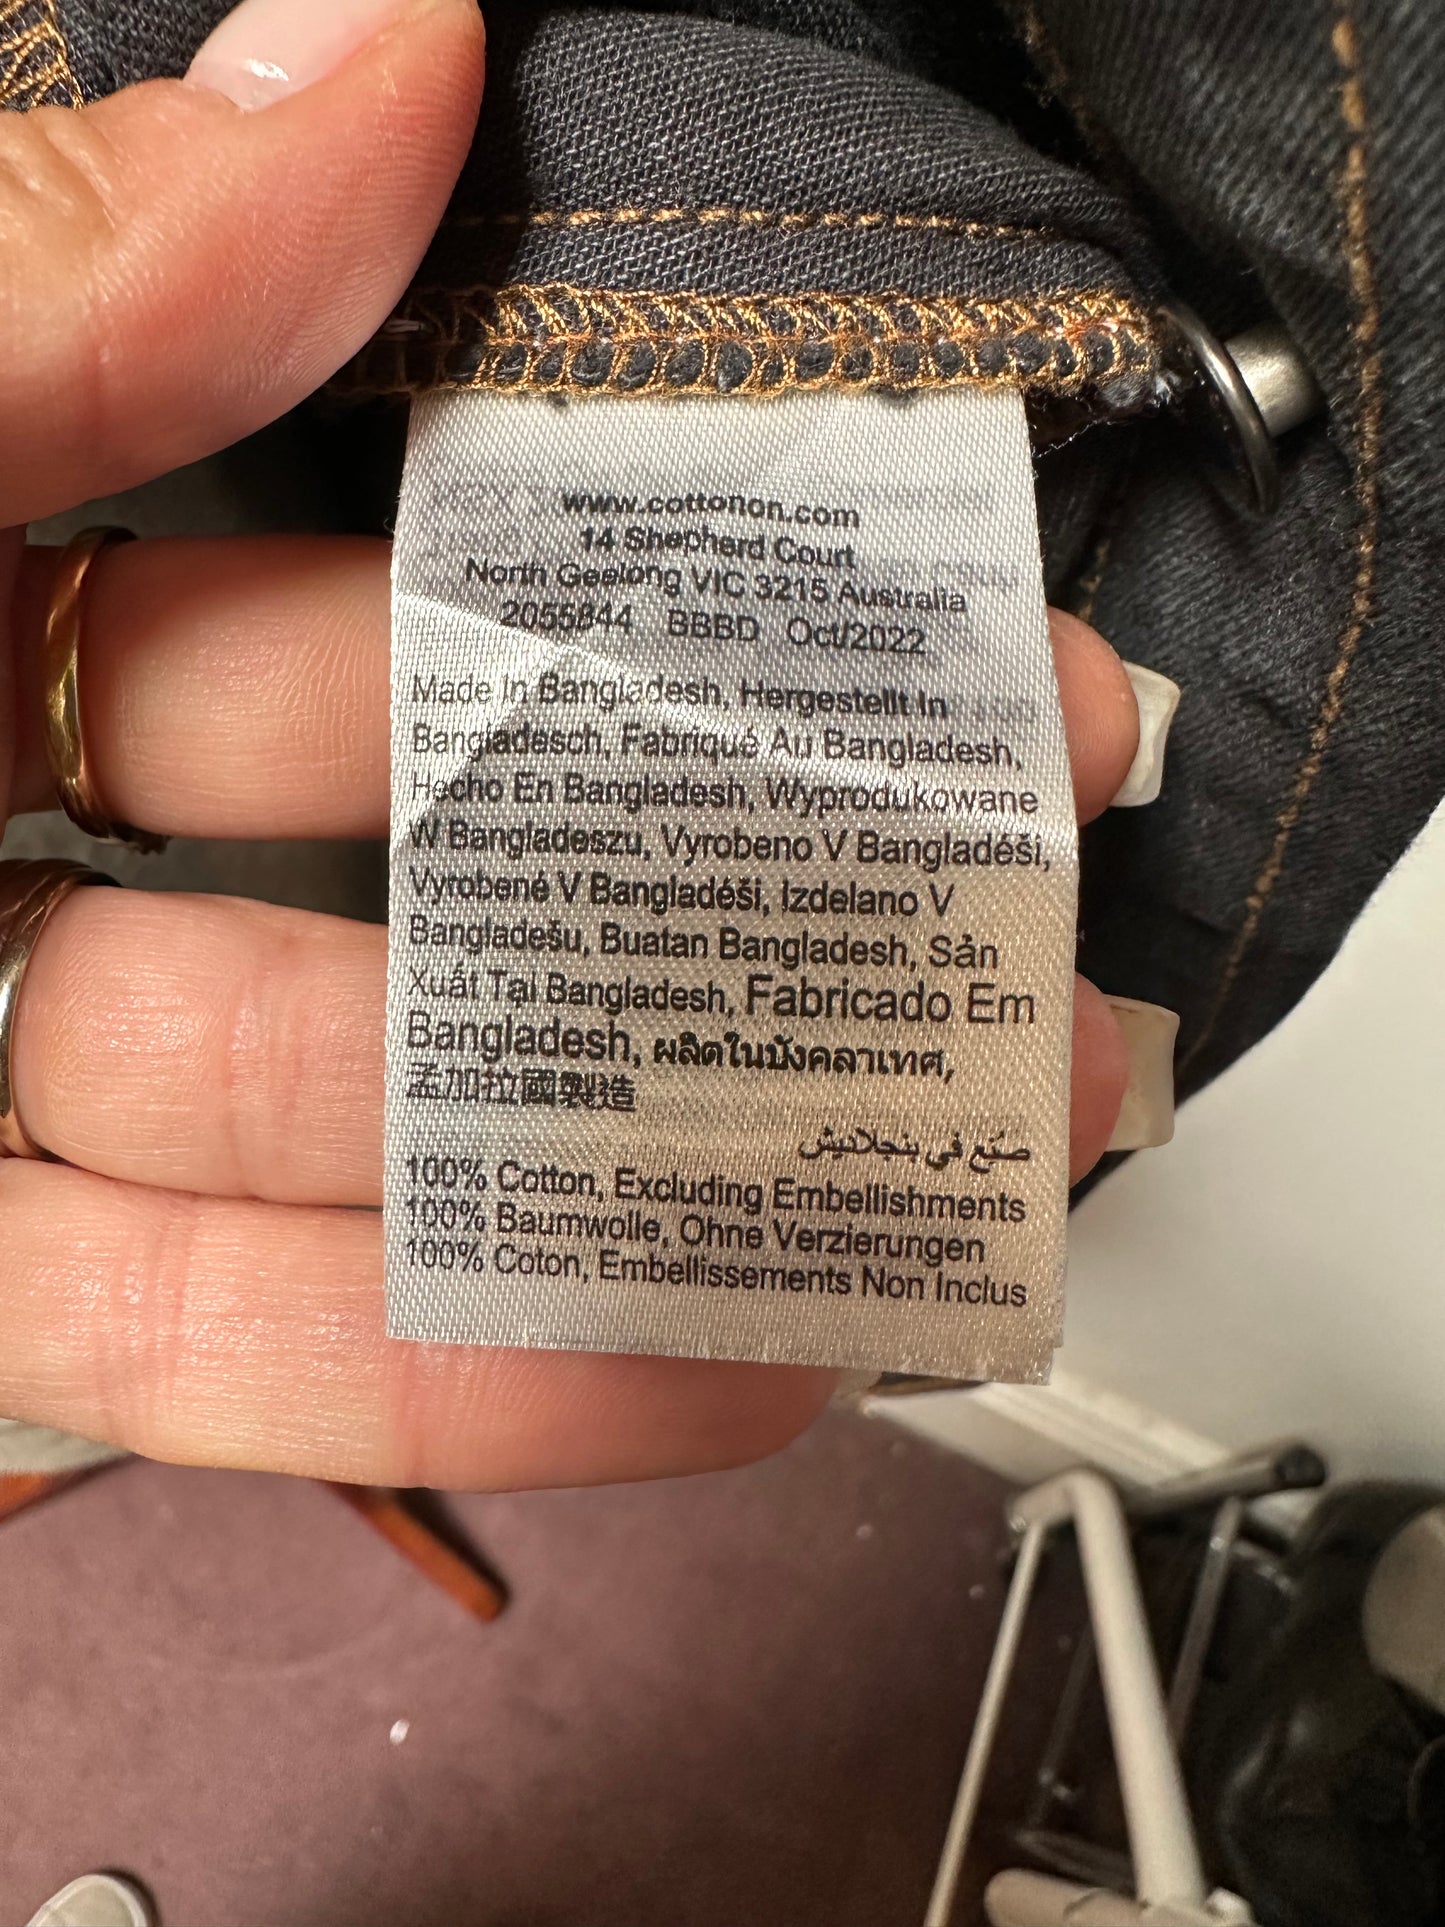 www.cottonon.com
14 Shepherd Court
North Geelong VIC 3215 Australia
2055844 BBBD Oct/2022
Made In Bangladesh, Hergestellt In
Bangladesch, Fabriqué Au Bangladesh,
Hecho En Bangladesh, Wyprodukowane
W Bangladeszu, Vyrobeno V Bangladéši,
Vyrobené V Bangladéši, Izdelano V
Bangladešu, Buatan Bangladesh, Sản
Xuất Tại Bangladesh, Fabricado Em
Bangladesh, ผลิตในบังคลาเทศ,
孟加拉國製造
صنع في بنجلاديش
100% Cotton, Excluding Embellishments
100% Baumwolle, Ohne Verzierungen
100% Coton, Embellissements Non Inclus